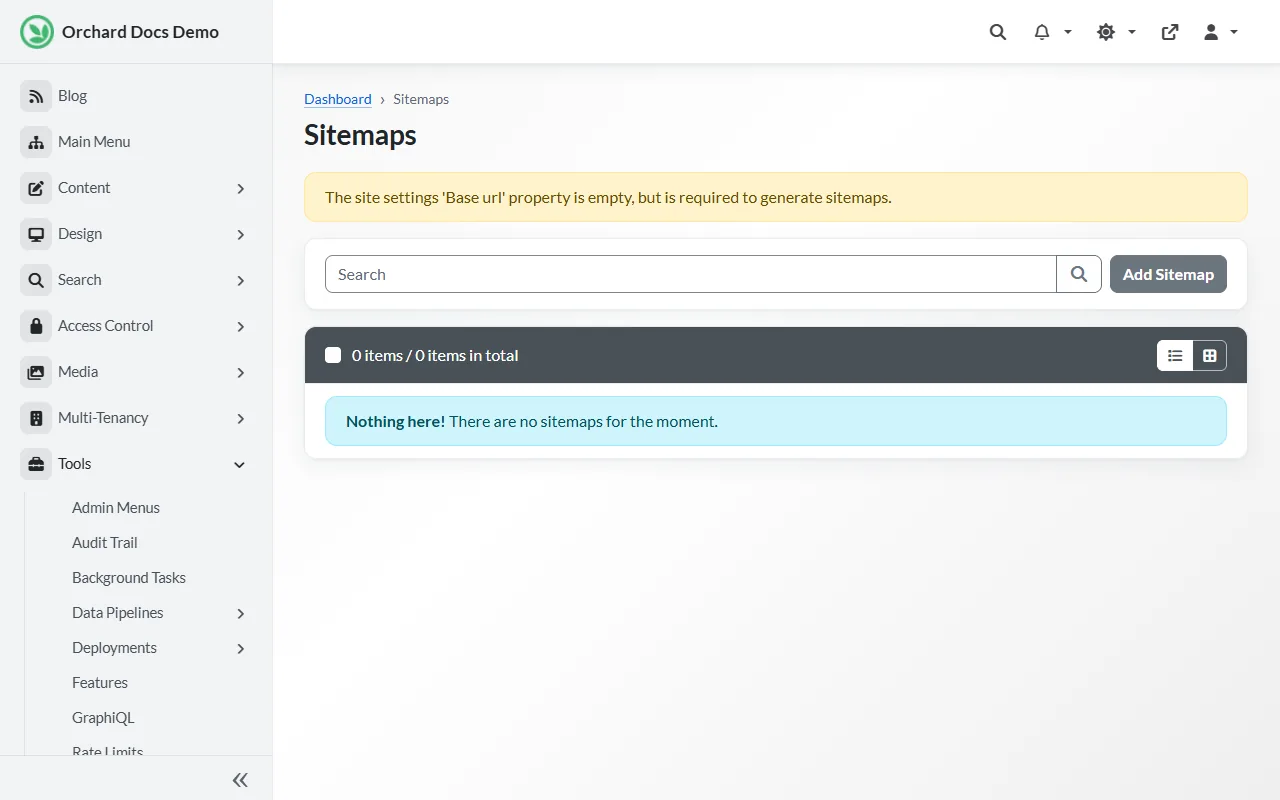 Orchard Docs Demo
Blog
Main Menu
Content
Design
Search
Access Control
Media
Multi-Tenancy
Tools
Admin Menus
Audit Trail
Background Tasks
Data Pipelines
Deployments
Features
GraphiQL
Rate Limits
Dashboard › Sitemaps
Sitemaps
The site settings 'Base url' property is empty, but is required to generate sitemaps.
Search
Add Sitemap
0 items / 0 items in total
Nothing here! There are no sitemaps for the moment.